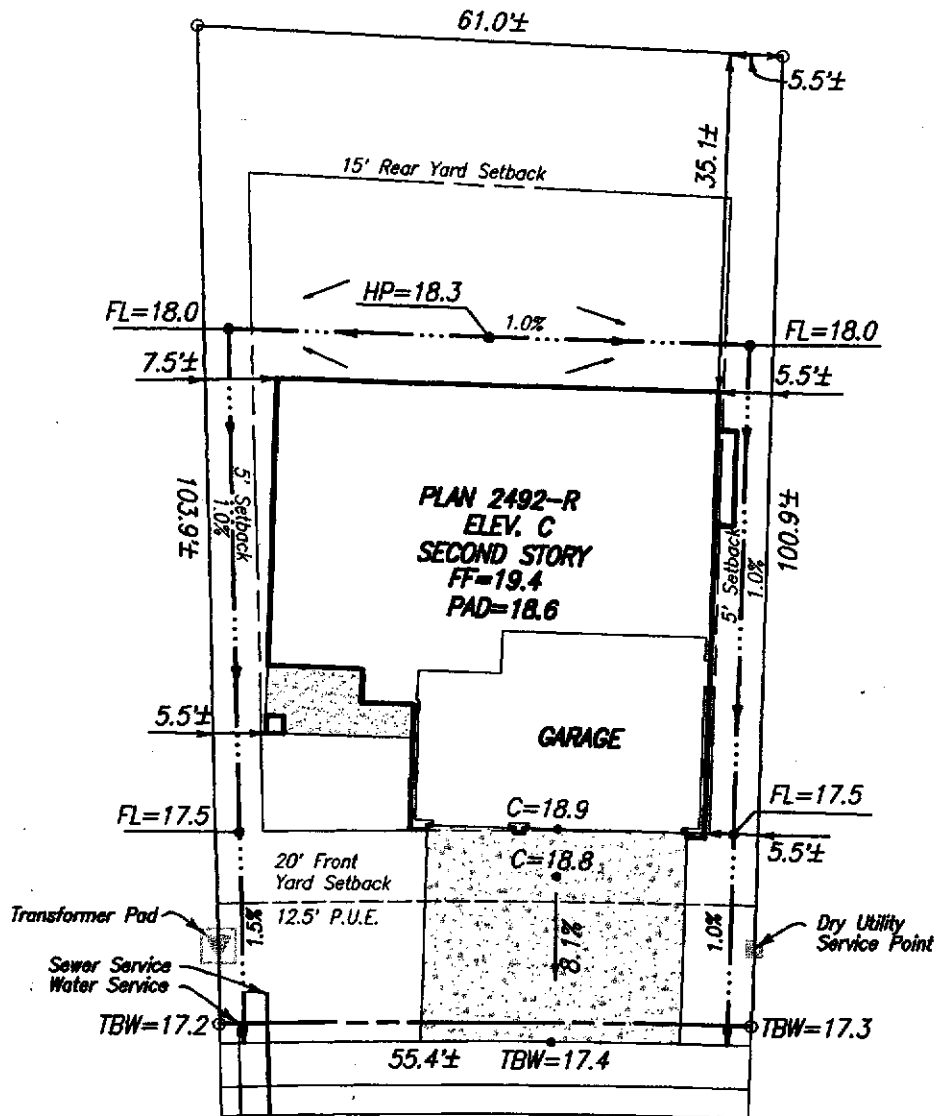 61.0'±
5.5'±
35.1±
15' Rear Yard Setback
HP=18.3
1.0%
FL=18.0
FL=18.0
7.5'±
5.5'±
5' Setback
1.0%
103.9'±
PLAN 2492-R
ELEV. C
SECOND STORY
FF=19.4
PAD=18.6
5' Setback
1.0%
100.9'±
5.5'±
GARAGE
FL=17.5
C=18.9
FL=17.5
C=18.8
5.5'±
20' Front
Yard Setback
12.5' P.U.E.
Transformer Pad
1.5%
8.1%
1.0%
Dry Utility
Service Point
Sewer Service
Water Service
TBW=17.2
TBW=17.3
55.4'±
TBW=17.4